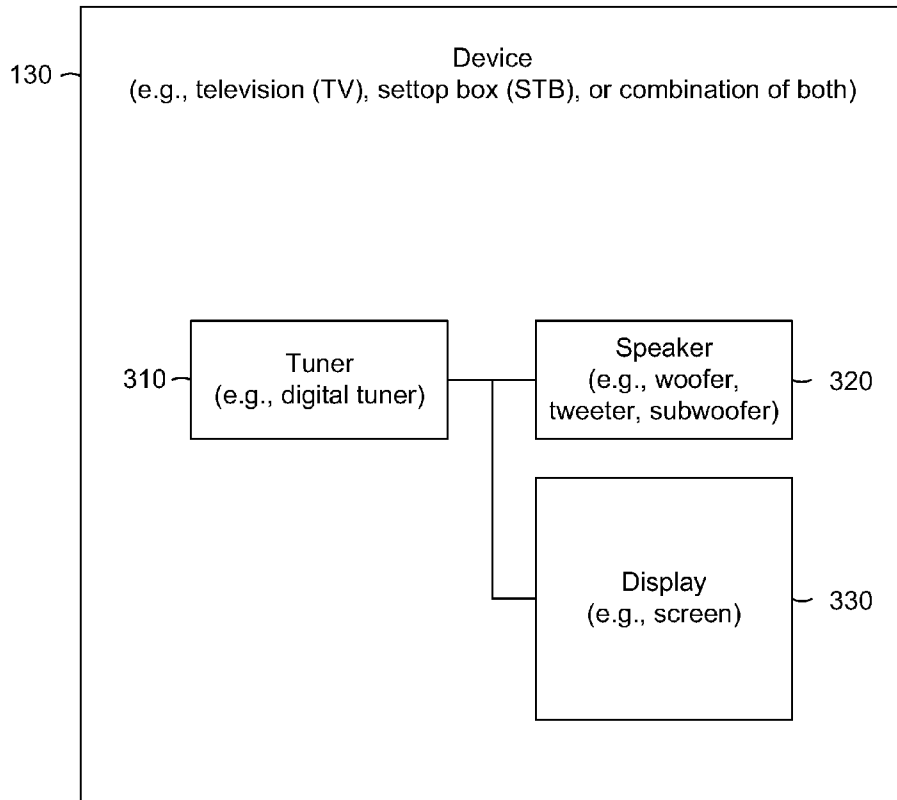 Device
130
(e.g., television (TV), settop box (STB), or combination of both)
Tuner
310
(e.g., digital tuner)
Speaker
(e.g., woofer,
320
tweeter, subwoofer)
Display
330
(e.g., screen)